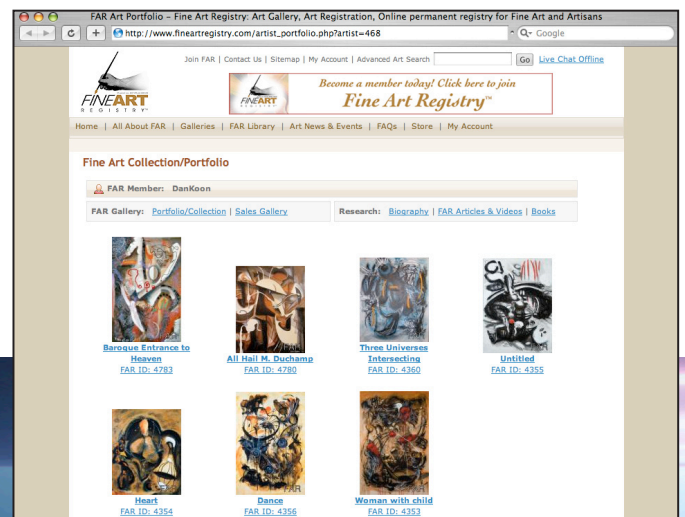 FAR Art Portfolio – Fine Art Registry: Art Gallery, Art Registration, Online permanent registry for Fine Art and Artisans
http://www.fineartregistry.com/artist_portfolio.php?artist=468
Google
Join FAR | Contact Us | Sitemap | My Account | Advanced Art Search
Go
Live Chat Offline
FINEART
REGISTRY™
FINEART
REGISTRY
Become a member today! Click here to join
Fine Art Registry™
Home | All About FAR | Galleries | FAR Library | Art News & Events | FAQs | Store | My Account
Fine Art Collection/Portfolio
FAR Member: DanKoon
FAR Gallery: Portfolio/Collection | Sales Gallery
Research: Biography | FAR Articles & Videos | Books
Baroque Entrance to
Heaven
FAR ID: 4783
All Hail M. Duchamp
FAR ID: 4780
Three Universes
Intersecting
FAR ID: 4360
Untitled
FAR ID: 4355
Heart
FAR ID: 4354
FAR
Dance
FAR ID: 4356
FAR
Woman with child
FAR ID: 4353